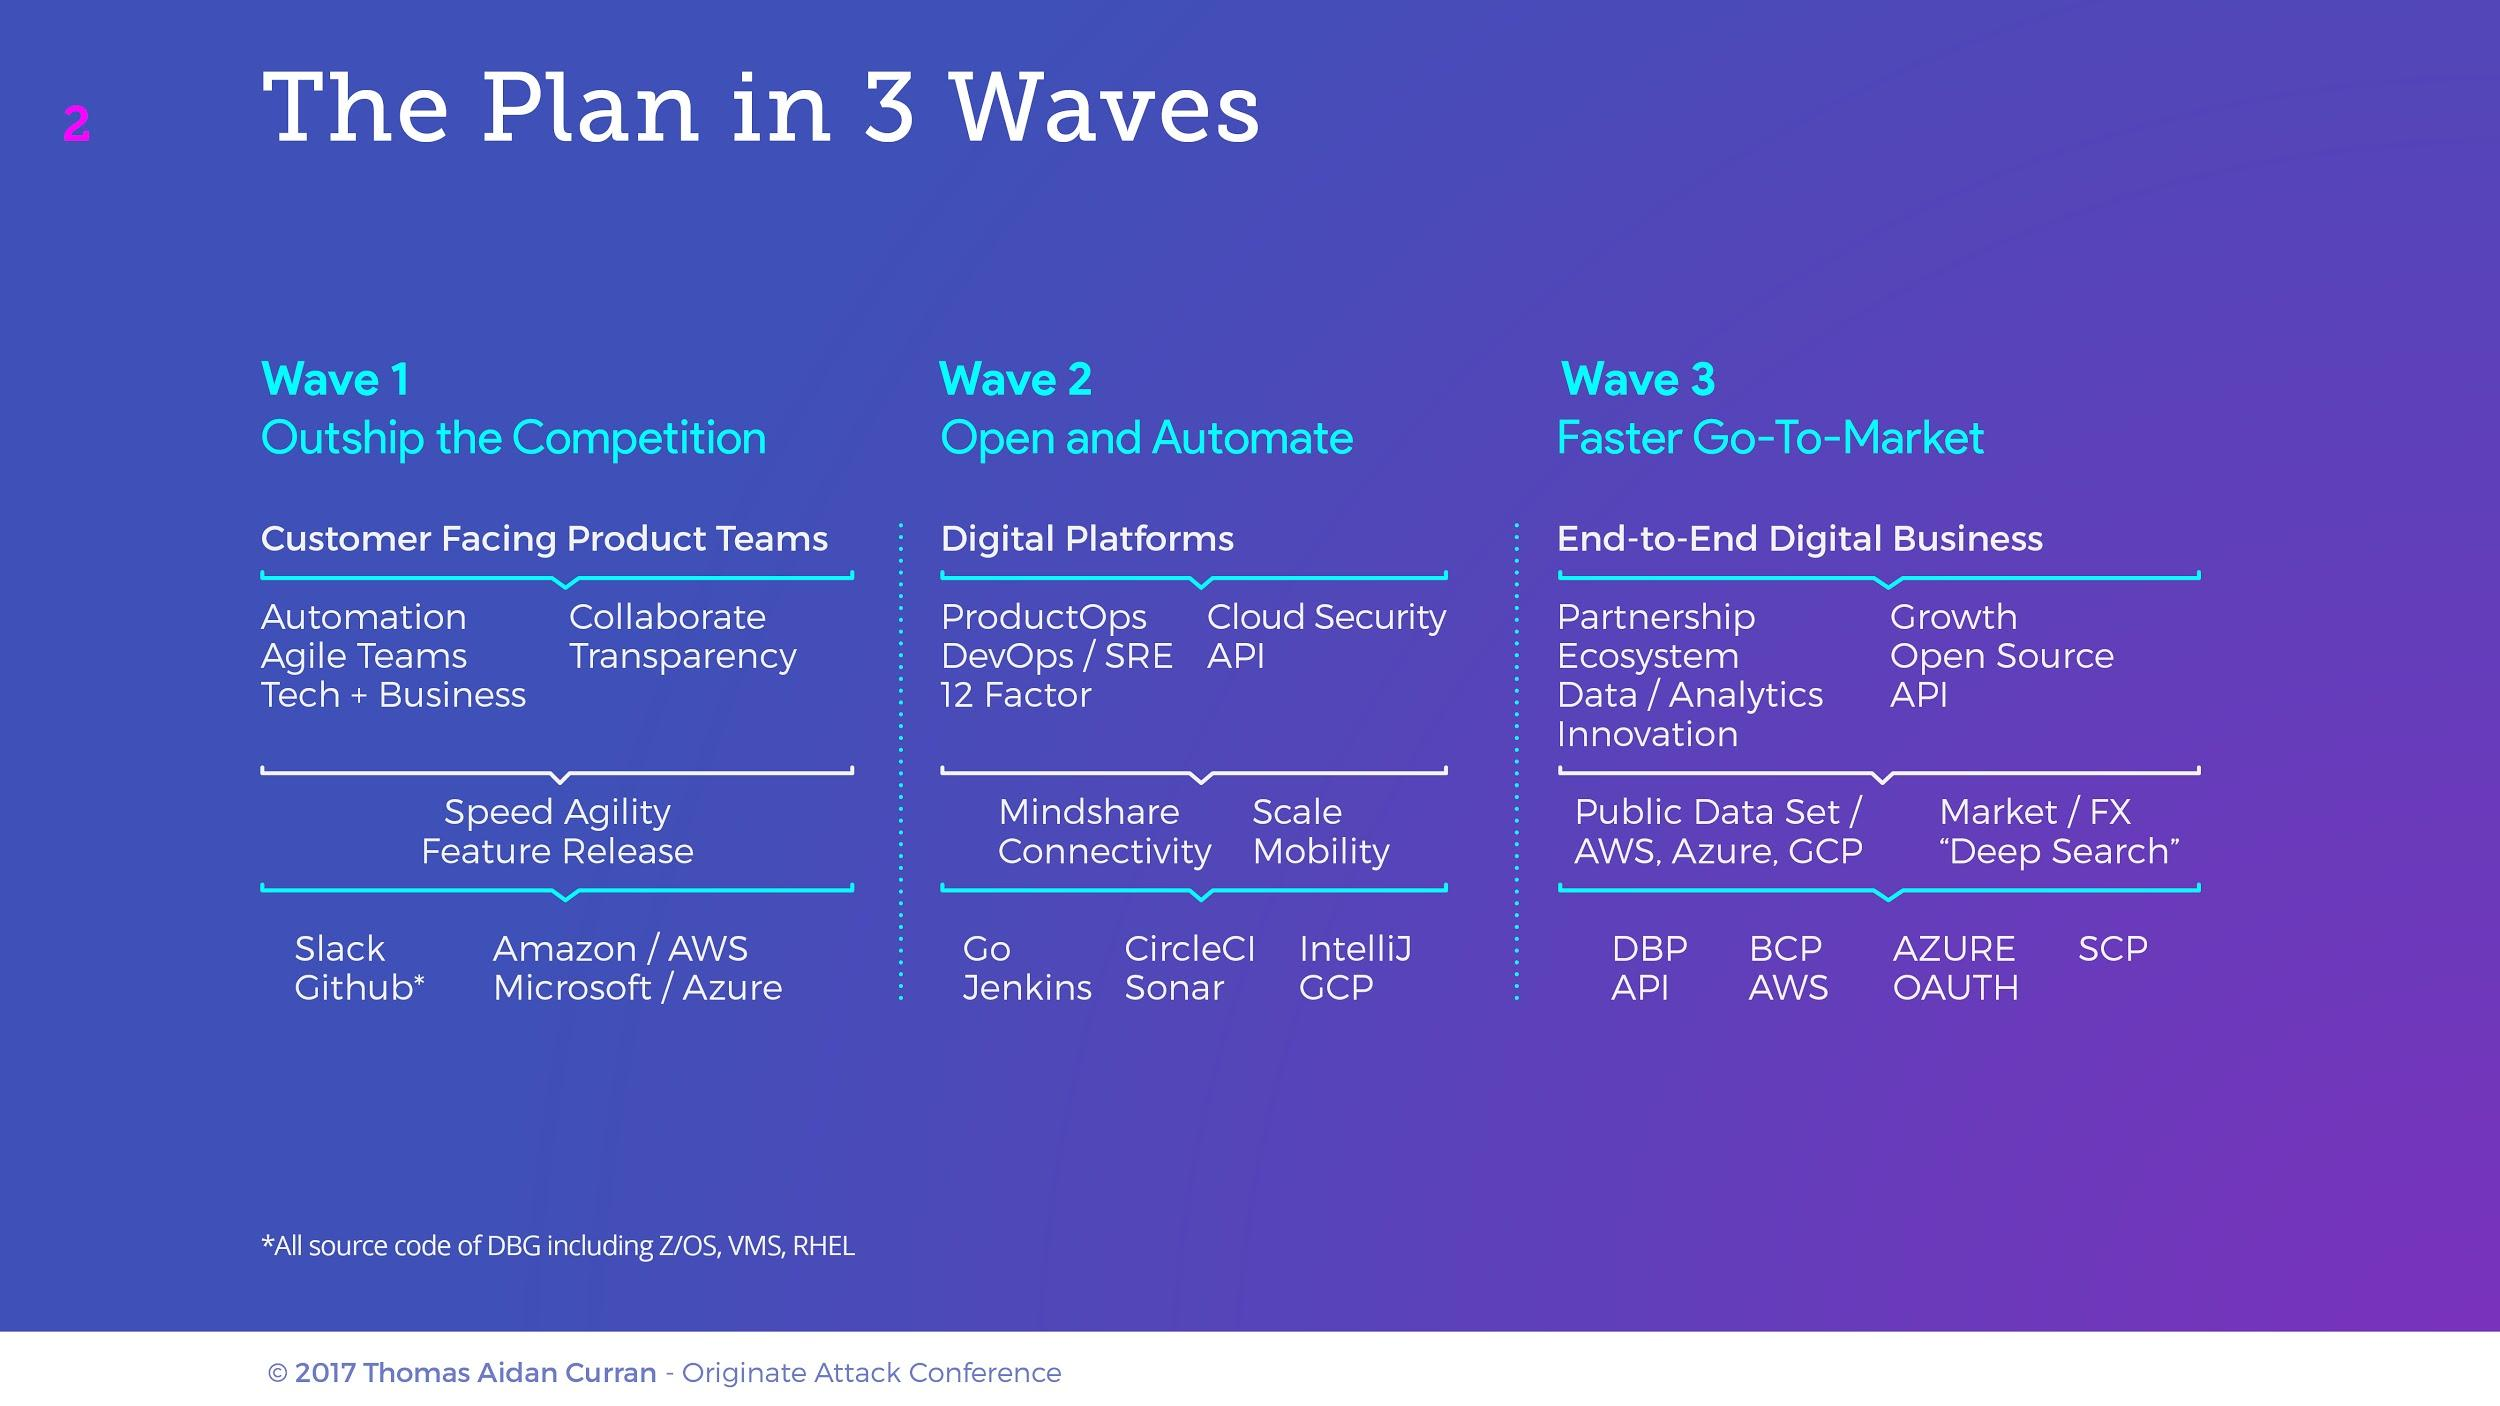 2
The Plan in 3 Waves
Wave 1
Outship the Competition
Customer Facing Product Teams
Automation
Agile Teams
Tech + Business
Collaborate
Transparency
Speed Agility
Feature Release
Slack
Github*
Amazon / AWS
Microsoft / Azure
Wave 2
Open and Automate
Digital Platforms
ProductOps
DevOps / SRE
12 Factor
Cloud Security
API
Mindshare
Connectivity
Scale
Mobility
Go
Jenkins
CircleCI
Sonar
IntelliJ
GCP
Wave 3
Faster Go-To-Market
End-to-End Digital Business
Partnership
Ecosystem
Data / Analytics
Innovation
Growth
Open Source
API
Public Data Set /
AWS, Azure, GCP
Market / FX
“Deep Search”
DBP
API
BCP
AWS
AZURE
OAUTH
SCP
*All source code of DBG including Z/OS, VMS, RHEL
© 2017 Thomas Aidan Curran - Originate Attack Conference